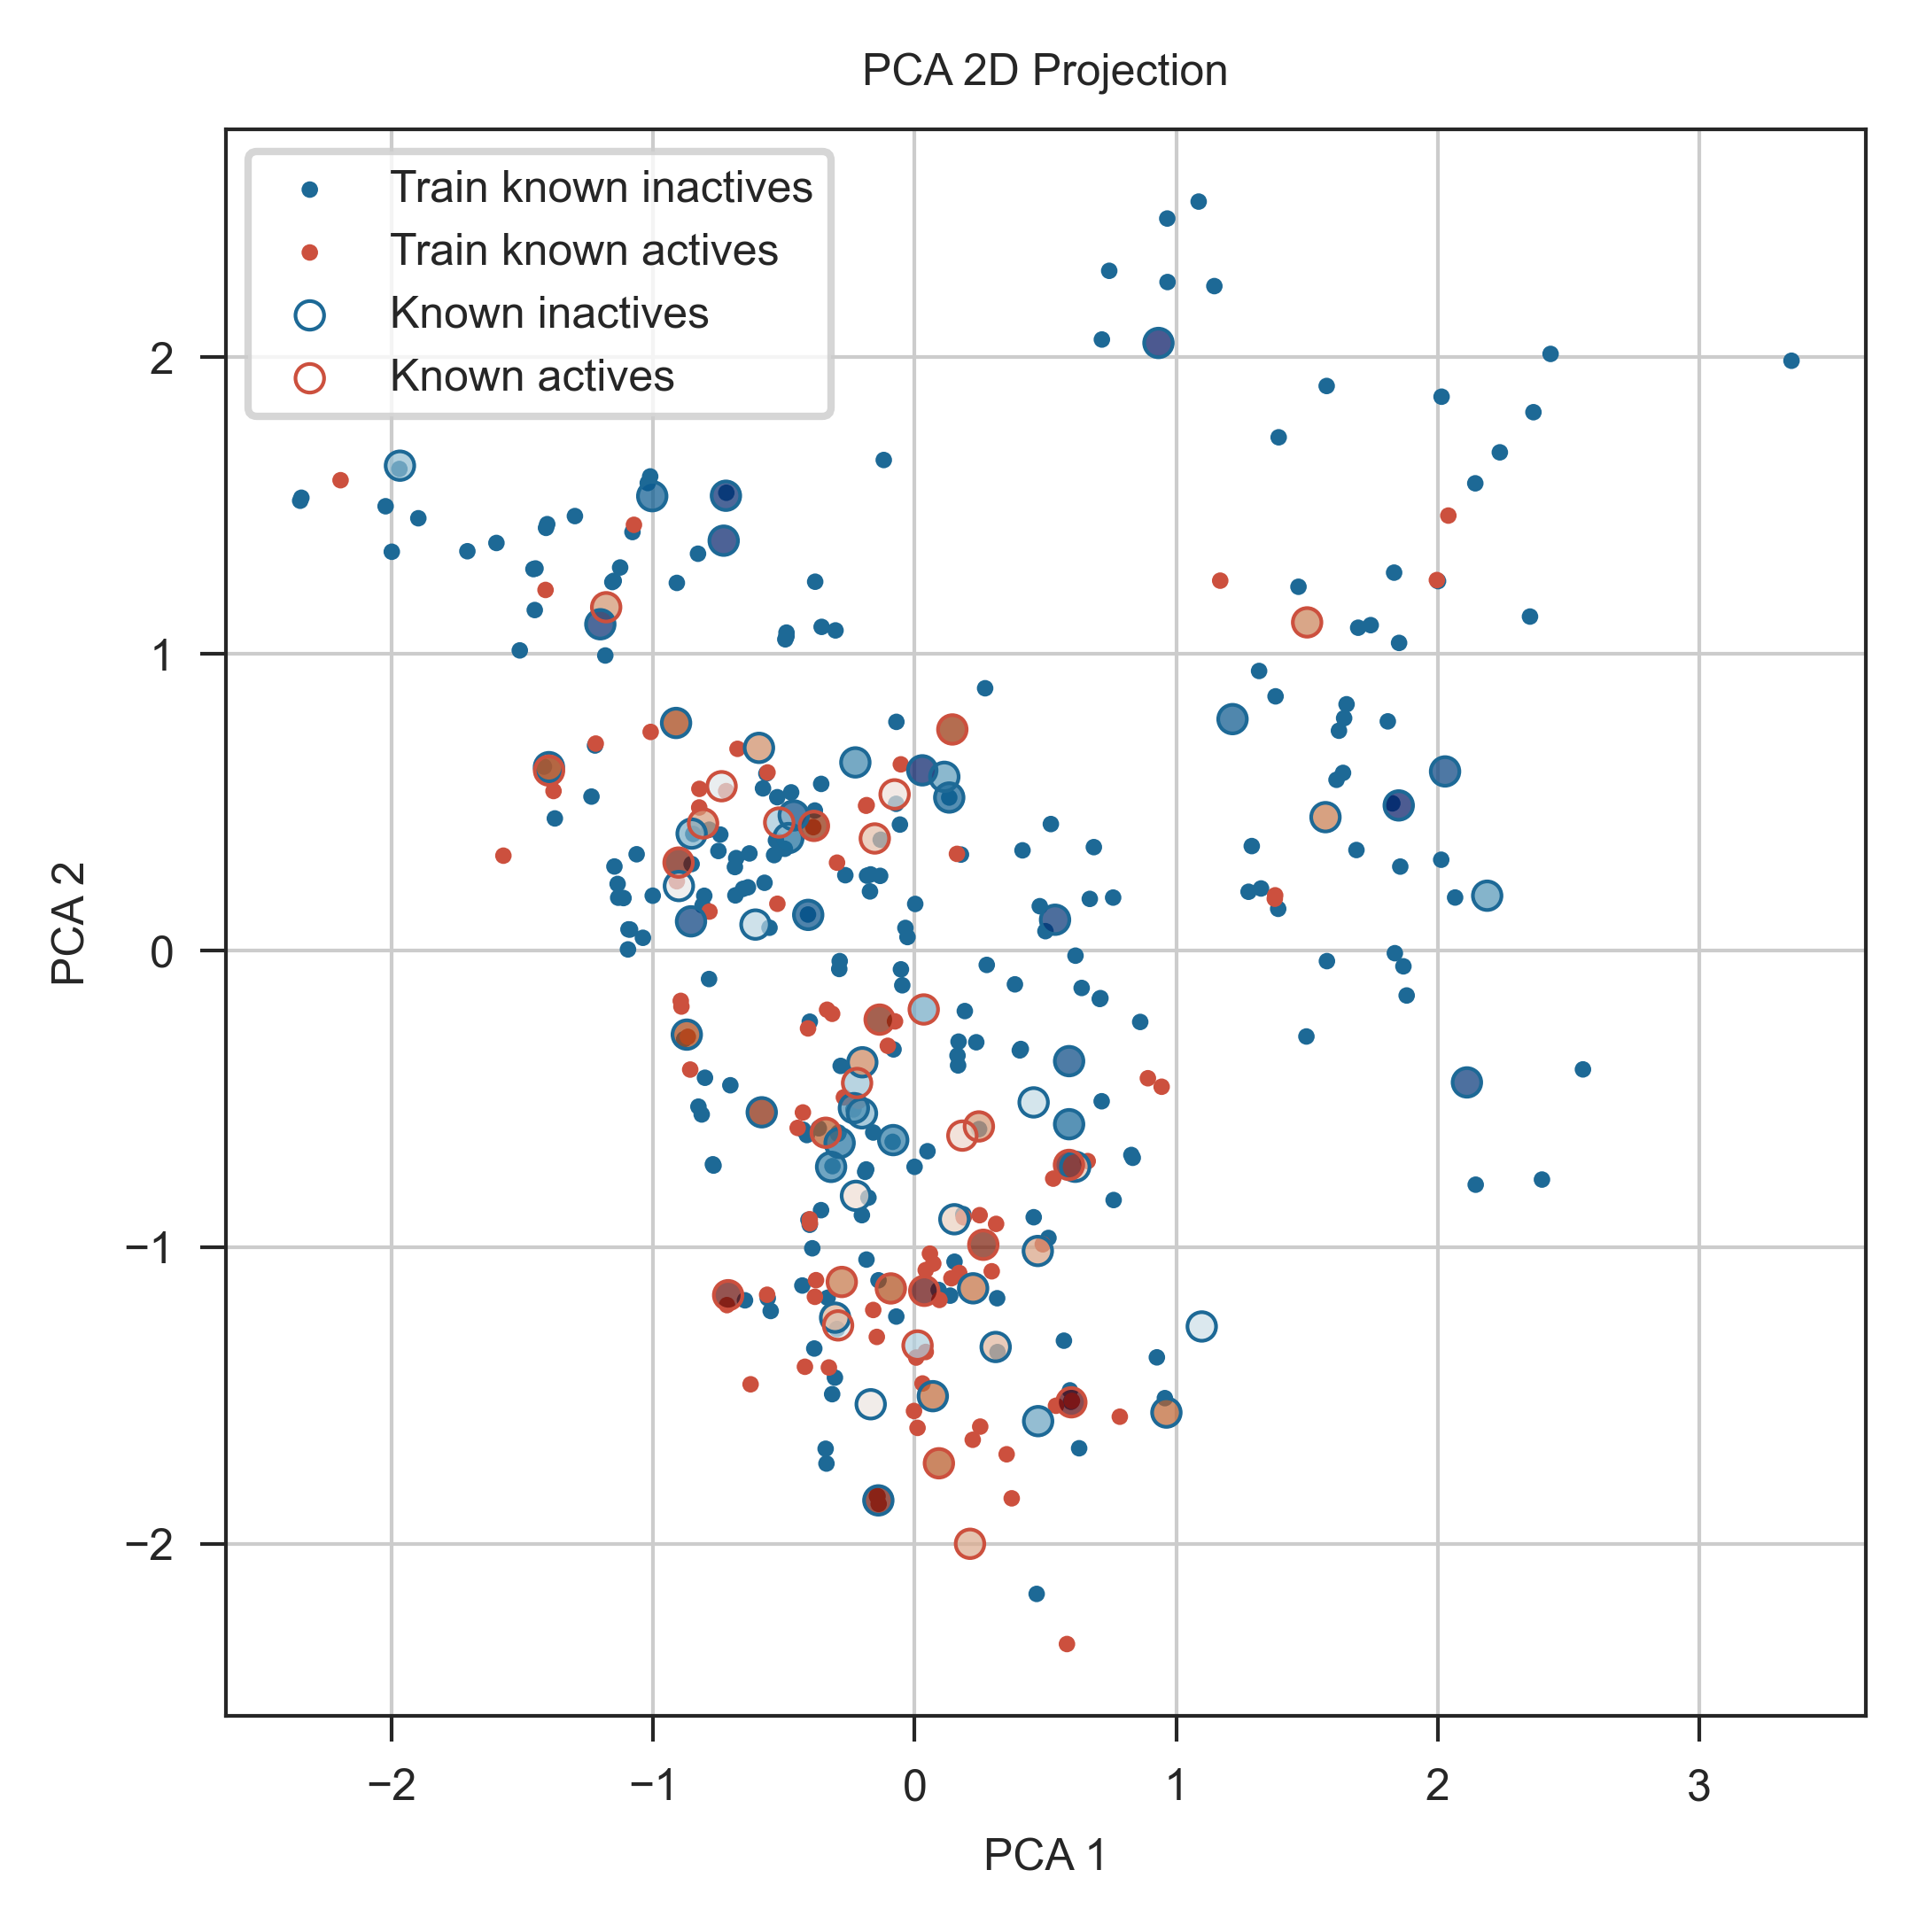 PCA 2D Projection
Train known inactives
Train known actives
Known inactives
Known actives
2
1
0
−1
−2
PCA 2
−2
−1
0
1
2
3
PCA 1